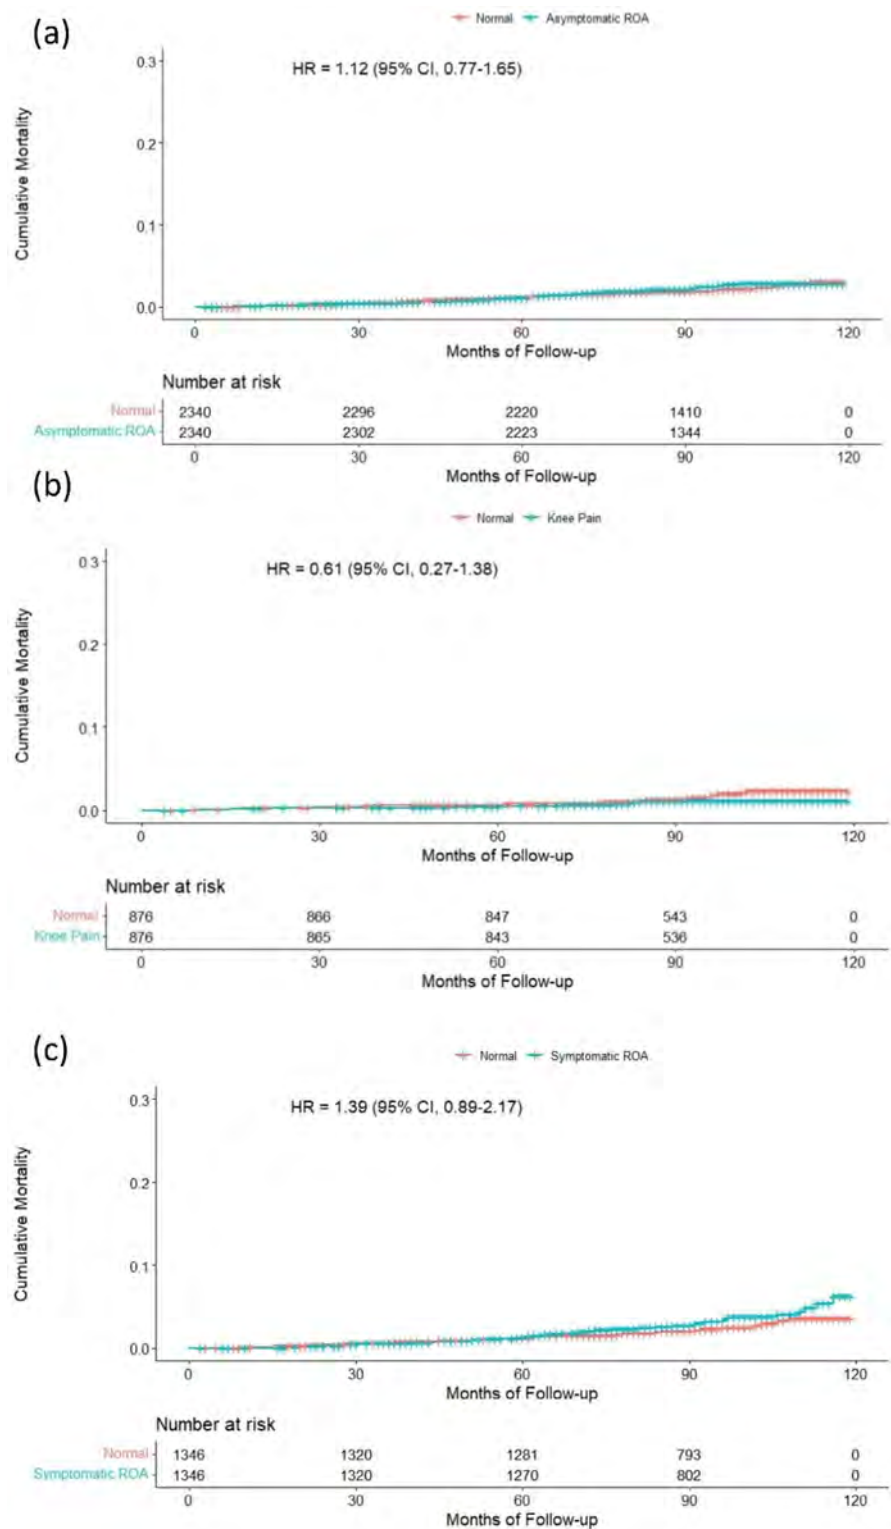 (a)
Normal Asymptomatic ROA
HR = 1.12 (95% CI, 0.77-1.65)
Cumulative Mortality
0.3
0.2
0.1
0.0
0 30 60 90 120
Months of Follow-up
Number at risk
Normal 2340 2296 2220 1410 0
Asymptomatic ROA 2340 2302 2223 1344 0
0 30 60 90 120
Months of Follow-up
(b)
Normal Knee Pain
HR = 0.61 (95% CI, 0.27-1.38)
Cumulative Mortality
0.3
0.2
0.1
0.0
0 30 60 90 120
Months of Follow-up
Number at risk
Normal 876 866 847 543 0
Knee Pain 876 865 843 536 0
0 30 60 90 120
Months of Follow-up
(c)
Normal Symptomatic ROA
HR = 1.39 (95% CI, 0.89-2.17)
Cumulative Mortality
0.3
0.2
0.1
0.0
0 30 60 90 120
Months of Follow-up
Number at risk
Normal 1346 1320 1281 793 0
Symptomatic ROA 1346 1320 1270 802 0
0 30 60 90 120
Months of Follow-up